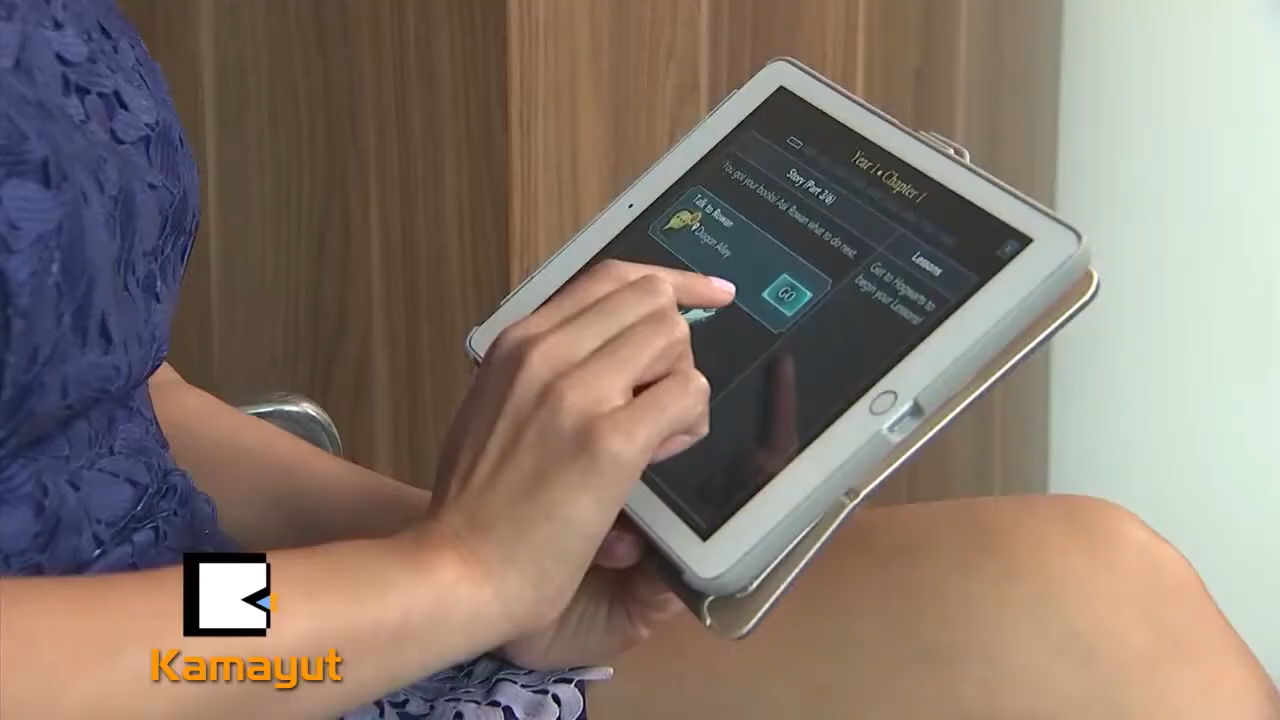 Year 1 • Chapter 1
Story (Part 3/6)
You got your books! Ask Rowan what to do next.
Talk to Rowan
Diagon Alley
GO
Lessons
Get to Hogwarts to
begin your Lessons!
Kamayut